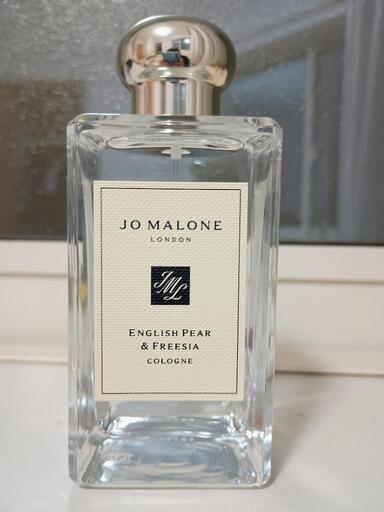 JO MALONE
LONDON
JML
ENGLISH PEAR
& FREESIA
COLOGNE